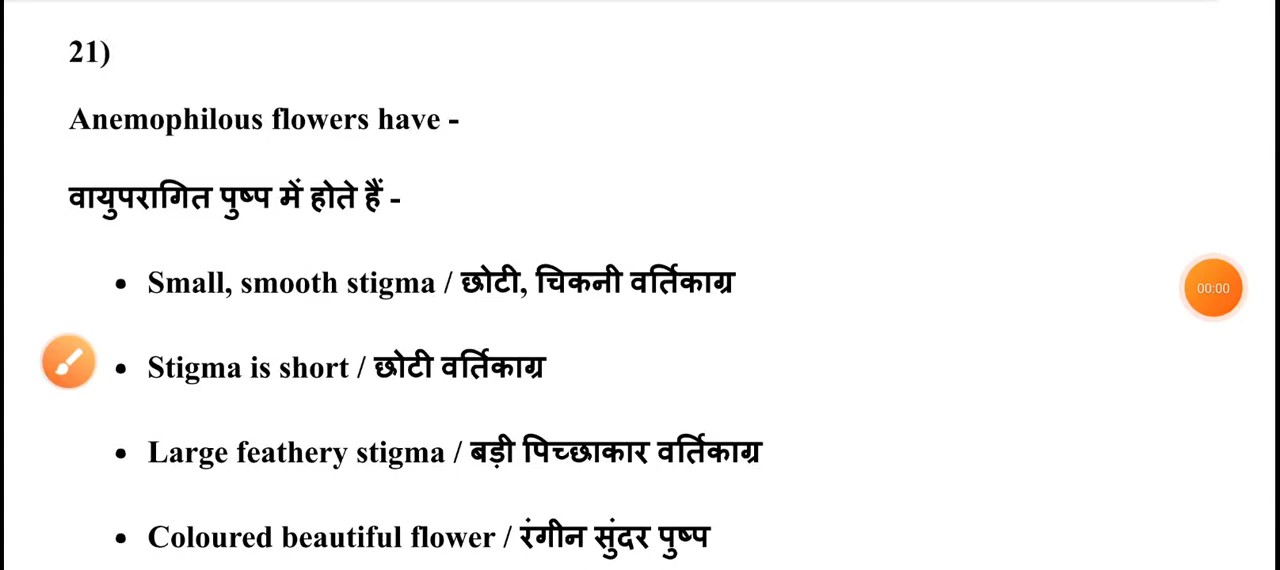 21)
Anemophilous flowers have -
वायुपरागित पुष्प में होते हैं -
• Small, smooth stigma / छोटी, चिकनी वर्तिकाग्र
• Stigma is short / छोटी वर्तिकाग्र
• Large feathery stigma / बड़ी पिच्छाकार वर्तिकाग्र
• Coloured beautiful flower / रंगीन सुंदर पुष्प
00:00